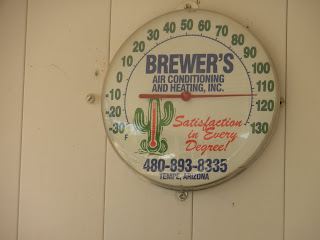 -30 -20 -10 0 10 20 30 40 50 60 70 80 90 100 110 120 130
BREWER'S
AIR CONDITIONING
AND HEATING, INC.
Satisfaction
in Every
Degree!
F
480-893-8335
TEMPE, ARIZONA